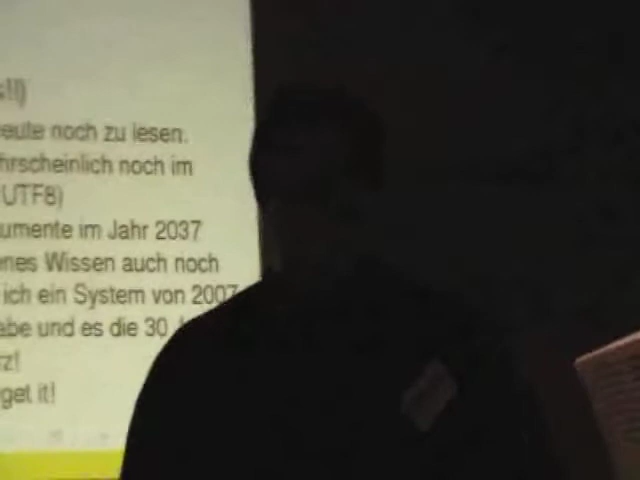 s!!)
eute noch zu lesen.
hrscheinlich noch im
UTF8)
umente im Jahr 2037
enes Wissen auch noch
ich ein System von 2007
abe und es die 30
rz!
get it!